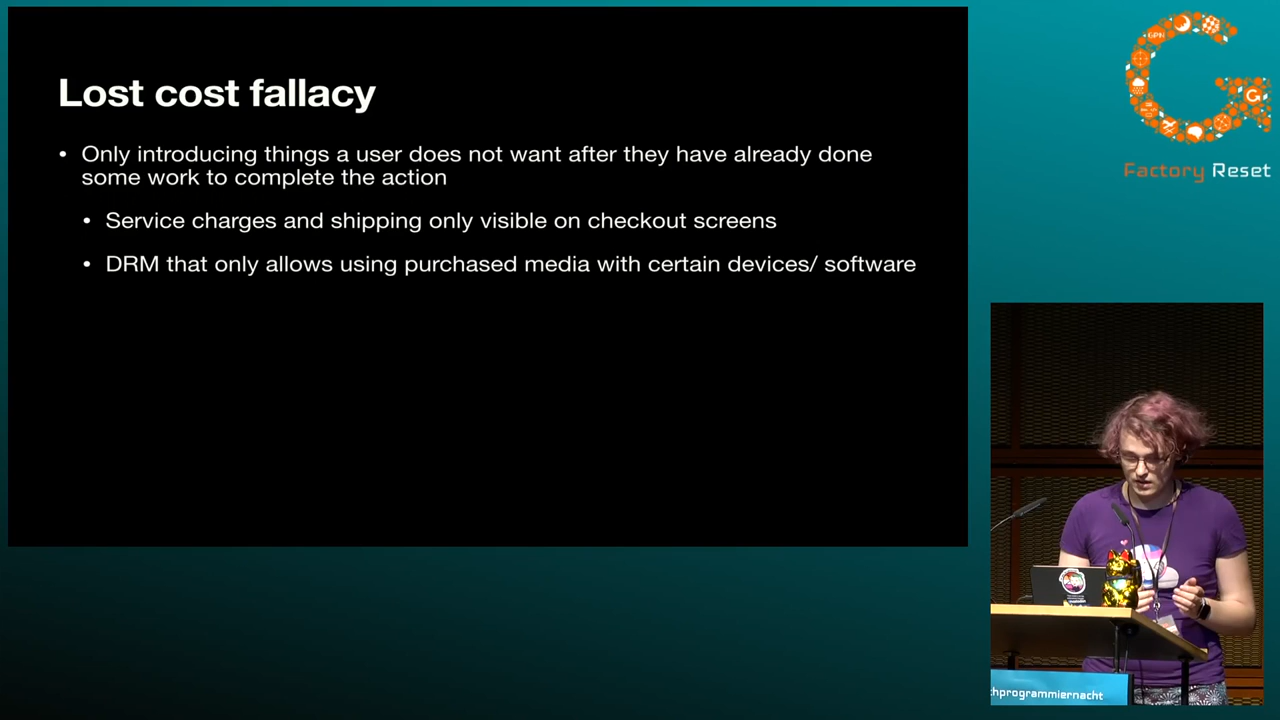 Lost cost fallacy
• Only introducing things a user does not want after they have already done
some work to complete the action
• Service charges and shipping only visible on checkout screens
• DRM that only allows using purchased media with certain devices/ software
GPN
G
Factory Reset
thprogrammiernacht